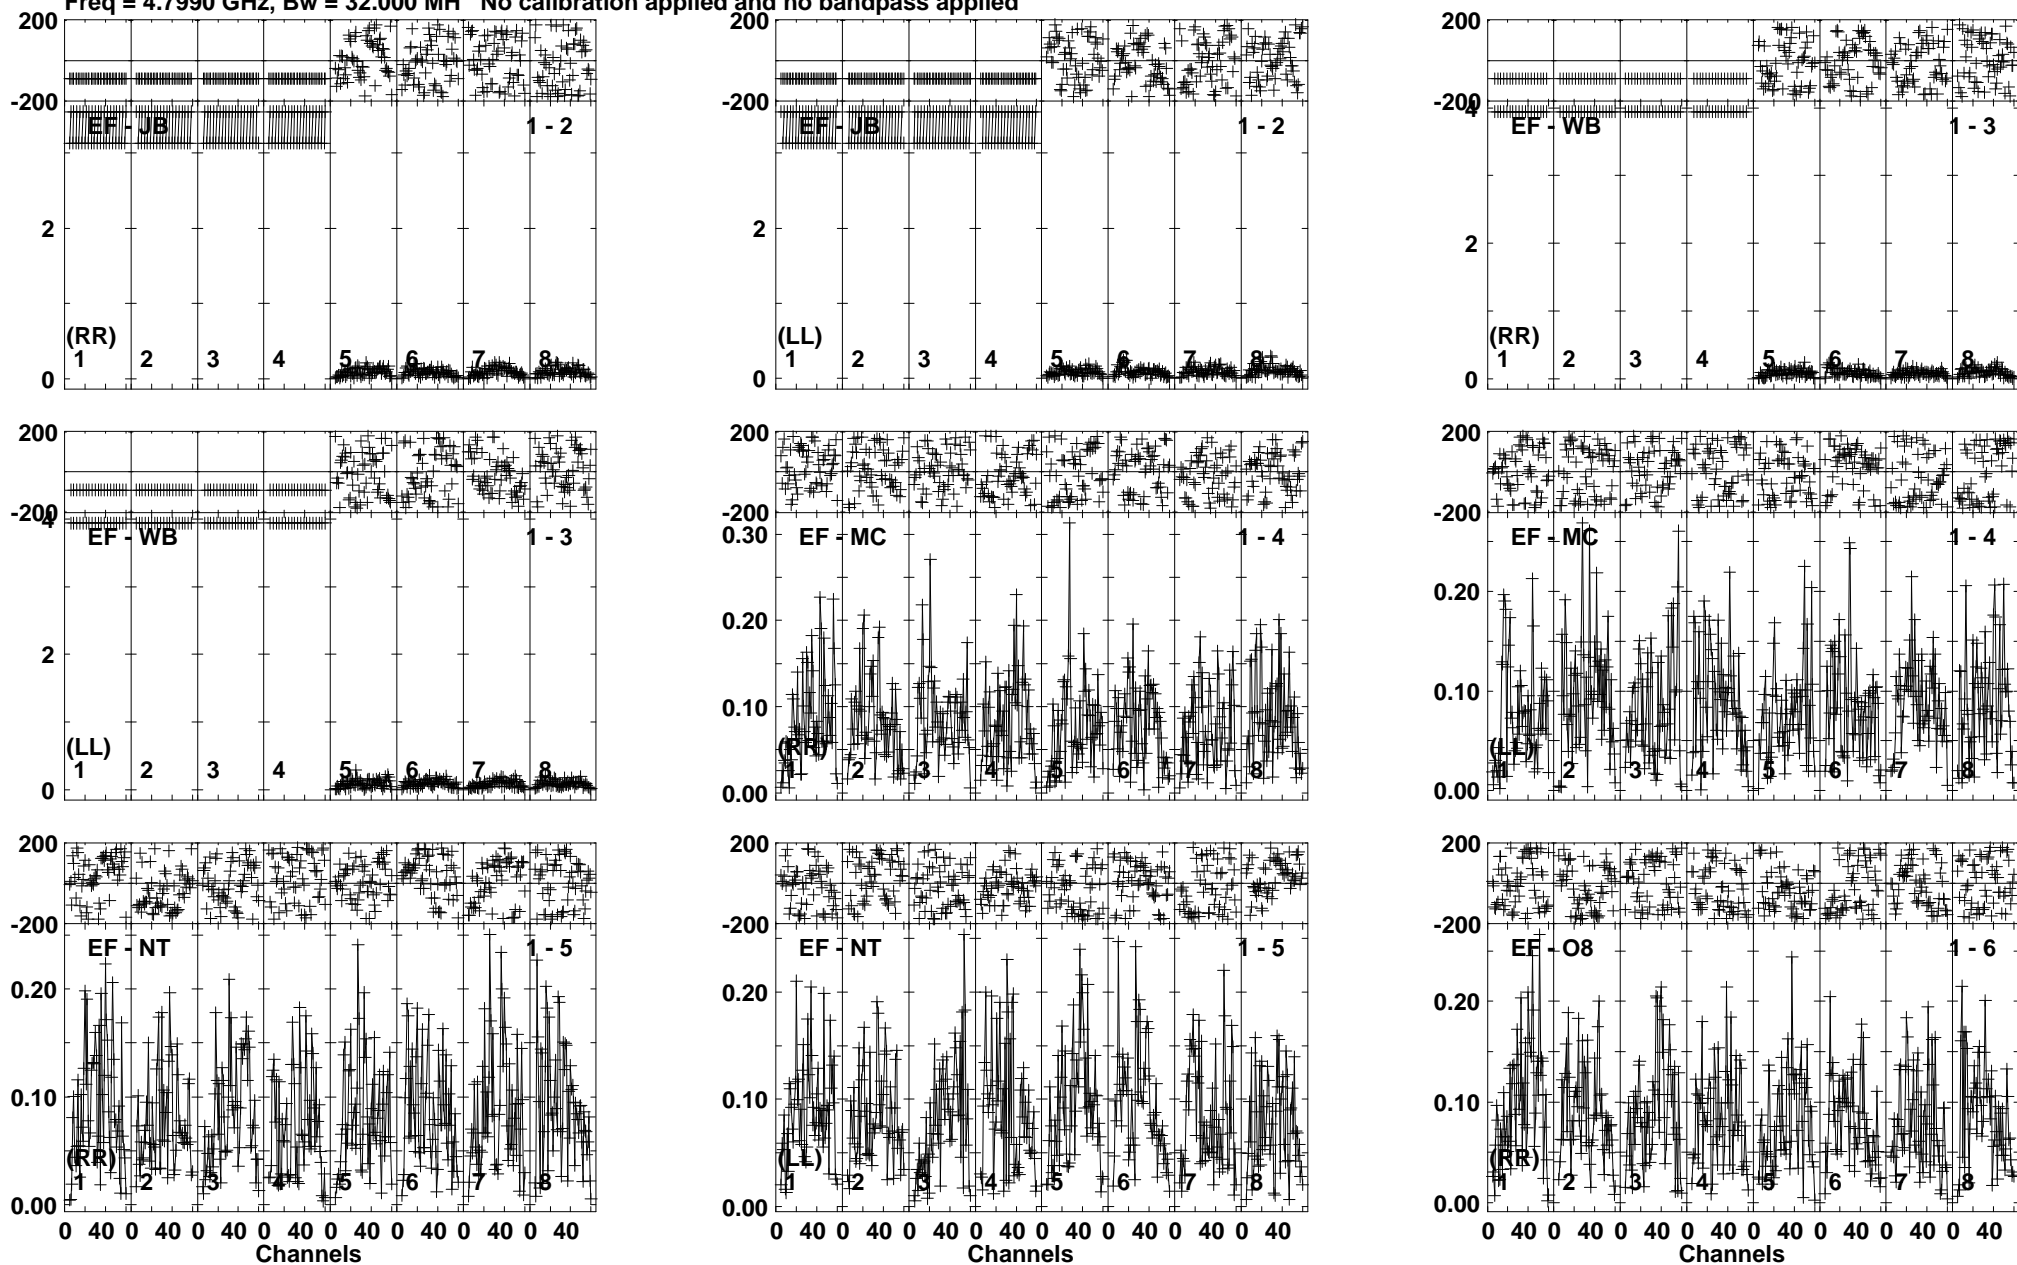 Freq = 4.7990 GHz, Bw = 32.000 MH No calibration applied and no bandpass applied
200 200 200
-200 -200 -200
EF - JB 1 - 2 EF - JB 1 - 2 4 EF - WB 1 - 3
2 2 2
(RR) (LL) (RR)
1 2 3 4 5 6 7 8 1 2 3 4 5 6 7 8 1 2 3 4 5 6 7 8
0 0 0
200 200 200
-200 -200 -200
4 EF - WB 1 - 3 0.30 EF - MC 1 - 4 EF - MC 1 - 4
0.20 0.20
2
0.10 0.10
(LL) (RR) (LL)
1 2 3 4 5 6 7 8 1 2 3 4 5 6 7 8 1 2 3 4 5 6 7 8
0 0.00 0.00
200 200 200
-200 -200 -200
EF - NT 1 - 5 EF - NT 1 - 5 EF - O8 1 - 6
0.20 0.20 0.20
0.10 0.10 0.10
(RR) (LL) (RR)
1 2 3 4 5 6 7 8 1 2 3 4 5 6 7 8 1 2 3 4 5 6 7 8
0.00 0.00 0.00
0 40 0 40 0 40 0 40 0 40 0 40 0 40 0 40 0 40 0 40 0 40 0 40 0 40 0 40 0 40 0 40 0 40 0 40 0 40 0 40 0 40 0 40 0 40 0 40
Channels Channels Channels